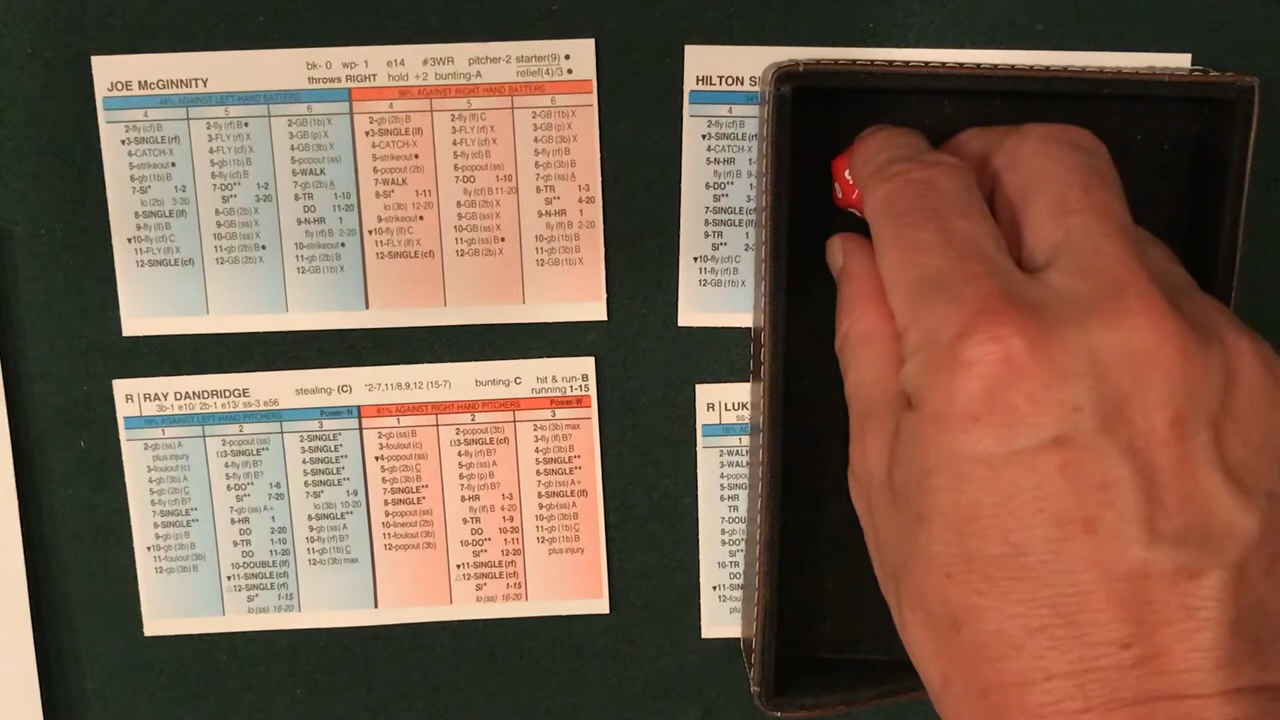 JOE McGINNITY
bk- 0 wp- 1 e14 #3WR pitcher-2 starter(9) ●
throws RIGHT hold +2 bunting-A relief(4)/3 ●
AGAINST LEFT-HAND BATTERS
4 5 6
2-fly (cf) B
▼3-SINGLE (rf)
4-CATCH-X
5-strikeout●
6-gb (1b) B
7-SI* 1-2
lo (2b) 3-20
8-SINGLE (lf)
9-fly (lf) B
▼10-fly (cf) C
11-FLY (lf) X
12-SINGLE (cf)
2-fly (rf) B●
3-FLY (rf) X
4-FLY (cf) X
5-gb (1b) B
6-fly (cf) B
7-DO** 1-2
SI** 3-20
8-GB (2b) X
9-GB (ss) X
10-GB (ss) X
11-gb (2b) B●
12-GB (2b) X
2-GB (1b) X
3-GB (p) X
4-GB (3b) X
5-popout (ss)
6-WALK
7-gb (2b) A
8-TR 1-10
DO 11-20
9-N-HR 1
fly (rf) B 2-20
10-strikeout●
11-gb (2b) B
12-GB (1b) X
AGAINST RIGHT-HAND BATTERS
4 5 6
2-gb (2b) B
▼3-SINGLE (lf)
4-CATCH-X
5-strikeout●
6-popout (2b)
7-WALK
8-SI* 1-11
lo (3b) 12-20
9-strikeout●
▼10-fly (lf) C
11-FLY (lf) X
12-SINGLE (cf)
2-fly (lf) C
3-FLY (rf) X
4-FLY (cf) X
5-fly (cf) B
6-popout (ss)
7-DO 1-10
fly (cf) B 11-20
8-GB (2b) X
9-GB (ss) X
10-GB (ss) X
11-gb (ss) B●
12-GB (2b) X
2-GB (1b) X
3-GB (p) X
4-GB (3b) X
5-fly (rf) B
6-gb (3b) B
7-gb (ss) A
8-TR 1-3
SI** 4-20
9-N-HR 1
fly (lf) B 2-20
10-gb (1b) B
11-gb (3b) B
12-GB (1b) X
HILTON
4
2-fly (cf) B
▼3-SINGLE (rf
4-CATCH-X
5-N-HR 1-
fly (rf) B 9-
6-DO** 1-
SI** 3-
7-SINGLE (cf
8-SINGLE (lf)
9-TR 1
SI** 2-
▼10-fly (cf) C
11-fly (rf) B
12-GB (1b) X
R RAY DANDRIDGE
3b-1 e10/ 2b-1 e13/ ss-3 e56
stealing- (C) *2-7,11/8,9,12 (15-7) bunting-C hit & run-B
running 1-15
AGAINST LEFT-HAND PITCHERS Power-N
1 2 3
2-gb (ss) A
plus injury
3-foulout (c)
4-gb (3b) A
5-gb (2b) C
6-fly (cf) B?
7-SINGLE**
8-SINGLE**
9-gb (p) B
▼10-gb (3b) B
11-foulout (3b)
12-gb (3b) B
2-popout (ss)
Ω3-SINGLE**
4-fly (lf) B?
5-fly (lf) B?
6-DO** 1-6
SI** 7-20
7-gb (ss) A+
8-HR 1
DO 2-20
9-TR 1-10
DO 11-20
10-DOUBLE (lf)
▼11-SINGLE (cf)
△12-SINGLE (rf)
SI* 1-15
lo (ss) 16-20
2-SINGLE*
3-SINGLE*
4-SINGLE**
5-SINGLE*
6-SINGLE**
7-SI* 1-9
lo (3b) 10-20
8-SINGLE**
9-gb (ss) A
10-fly (rf) B?
11-gb (1b) C
12-lo (3b) max
61% AGAINST RIGHT-HAND PITCHERS Power-W
1 2 3
2-gb (ss) B
3-foulout (c)
▼4-popout (ss)
5-gb (2b) C
6-gb (3b) B
7-SINGLE**
8-SINGLE*
9-popout (ss)
10-lineout (2b)
11-foulout (3b)
12-popout (3b)
2-popout (3b)
Ω3-SINGLE (cf)
4-fly (rf) B?
5-gb (ss) A
6-gb (p) B
7-fly (cf) B?
8-HR 1-3
fly (lf) B 4-20
9-TR 1-9
DO 10-20
10-DO** 1-11
SI** 12-20
▼11-SINGLE (rf)
△12-SINGLE (cf)
SI* 1-15
lo (ss) 16-20
2-lo (3b) max
3-fly (lf) B?
4-gb (3b) B
5-SINGLE**
6-SINGLE**
7-gb (ss) A+
8-SINGLE (lf)
9-gb (ss) A
10-gb (3b) B
11-gb (1b) C
12-gb (1b) B
plus injury
R LUK
ss-
1
2-WALK
3-WAL
4-popo
5-SING
6-HR
TR
7-DOU
8-gb (s
9-DO*
SI**
10-TR
DO
▼11-SIN
12-fou
plu